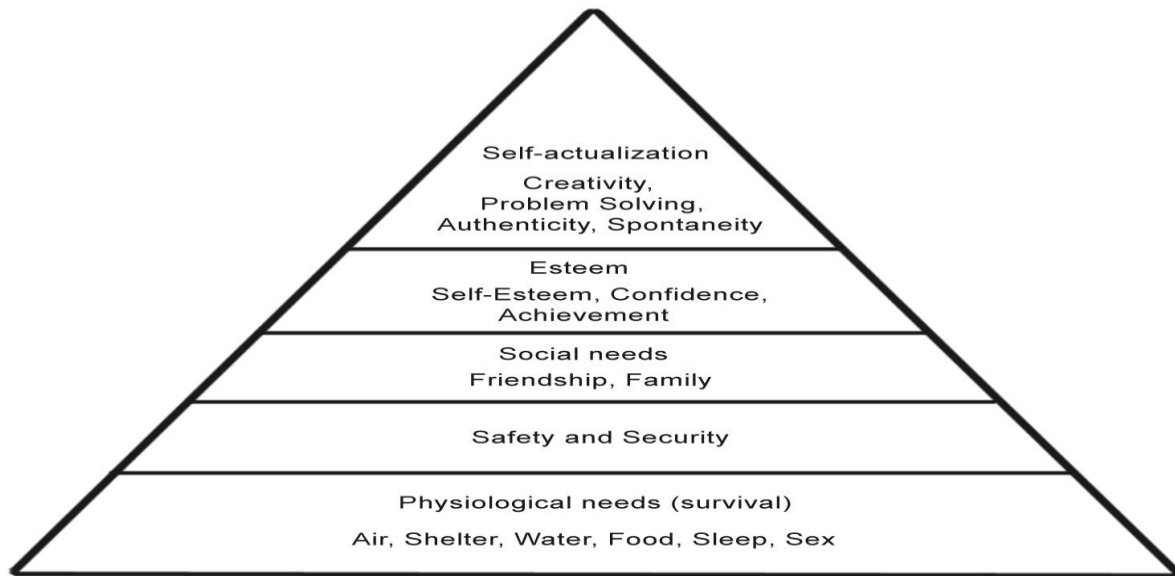 Self-actualization
Creativity,
Problem Solving,
Authenticity, Spontaneity
Esteem
Self-Esteem, Confidence,
Achievement
Social needs
Friendship, Family
Safety and Security
Physiological needs (survival)
Air, Shelter, Water, Food, Sleep, Sex